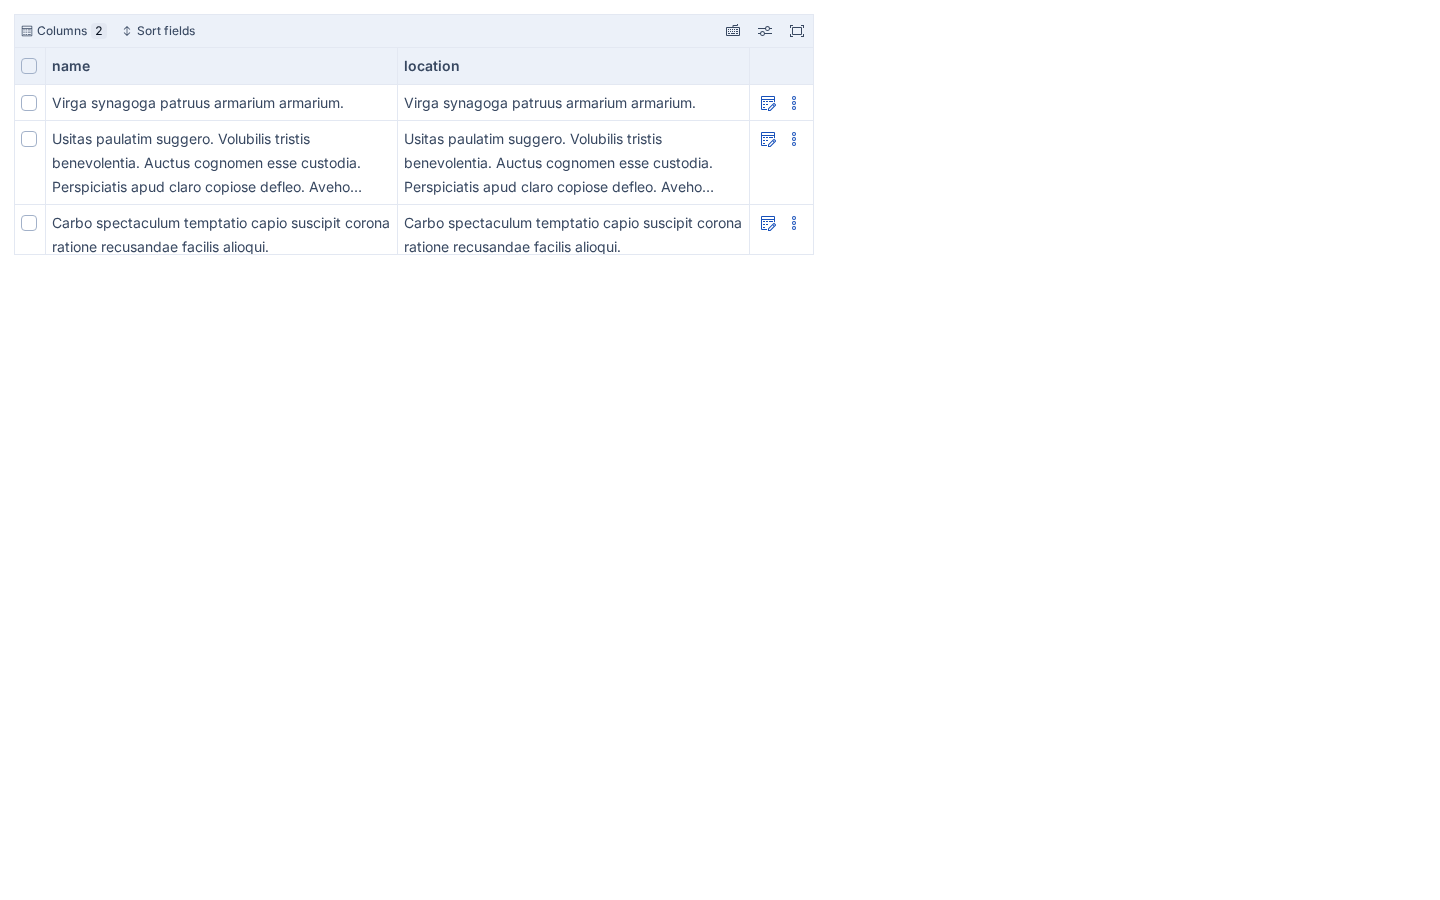 Columns 2 Sort fields
name location
Virga synagoga patruus armarium armarium. Virga synagoga patruus armarium armarium.
Usitas paulatim suggero. Volubilis tristis
benevolentia. Auctus cognomen esse custodia.
Perspiciatis apud claro copiose defleo. Aveho...
Usitas paulatim suggero. Volubilis tristis
benevolentia. Auctus cognomen esse custodia.
Perspiciatis apud claro copiose defleo. Aveho...
Carbo spectaculum temptatio capio suscipit corona
ratione recusandae facilis alioqui.
Carbo spectaculum temptatio capio suscipit corona
ratione recusandae facilis alioqui.